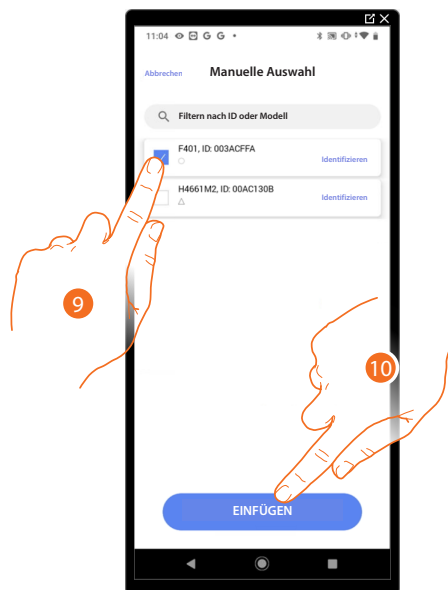 11:04 G G
Abbrechen Manuelle Auswahl
Filtern nach ID oder Modell
F401, ID: 003ACFFA
Identifizieren
H4661M2, ID: 00AC130B
Identifizieren
9
10
EINFÜGEN